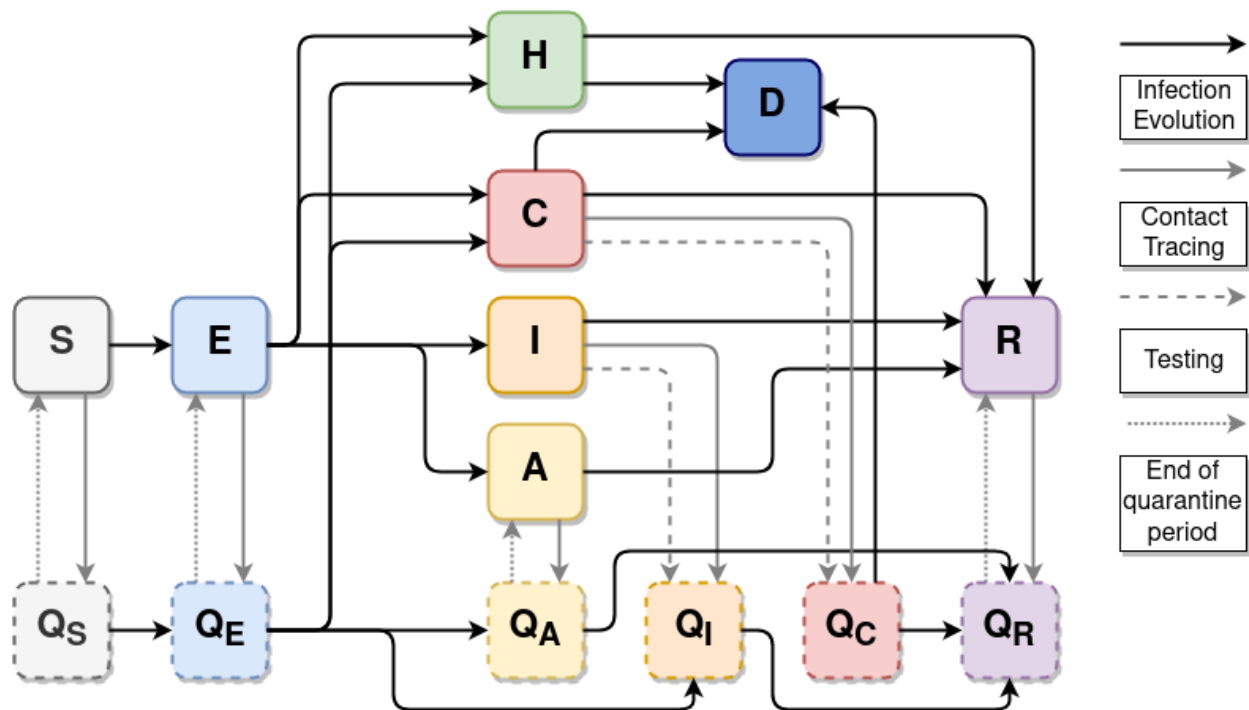 H
D
C
S
E
I
R
A
QS
QE
QA
QI
QC
QR
Infection
Evolution
Contact
Tracing
Testing
End of
quarantine
period